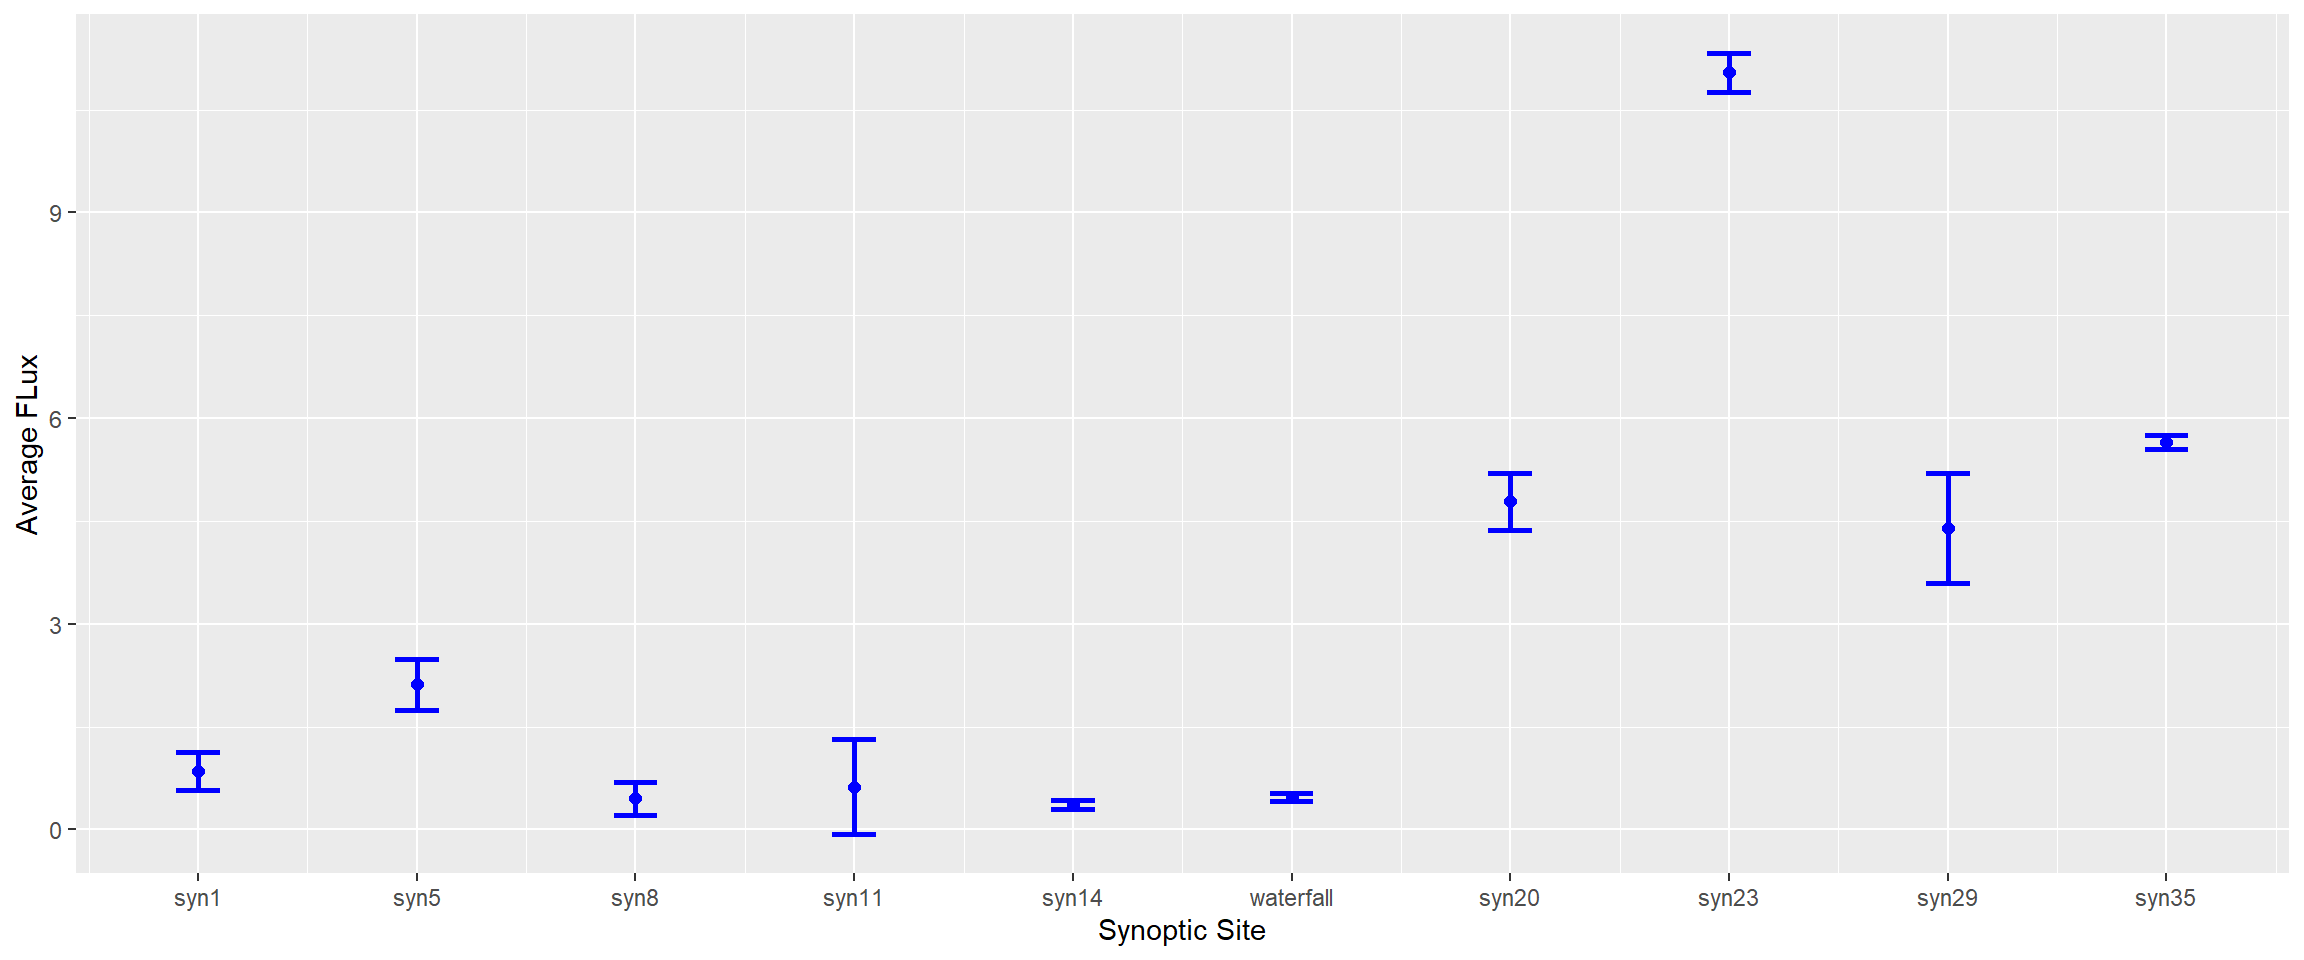 Average FLux
9
6
3
0
syn1 syn5 syn8 syn11 syn14 waterfall syn20 syn23 syn29 syn35
Synoptic Site